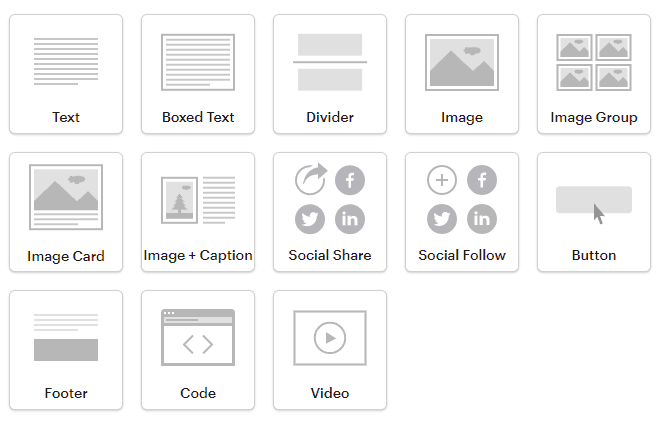 Text
Boxed Text
Divider
Image
Image Group
Image Card
Image + Caption
Social Share
Social Follow
Button
Footer
Code
Video